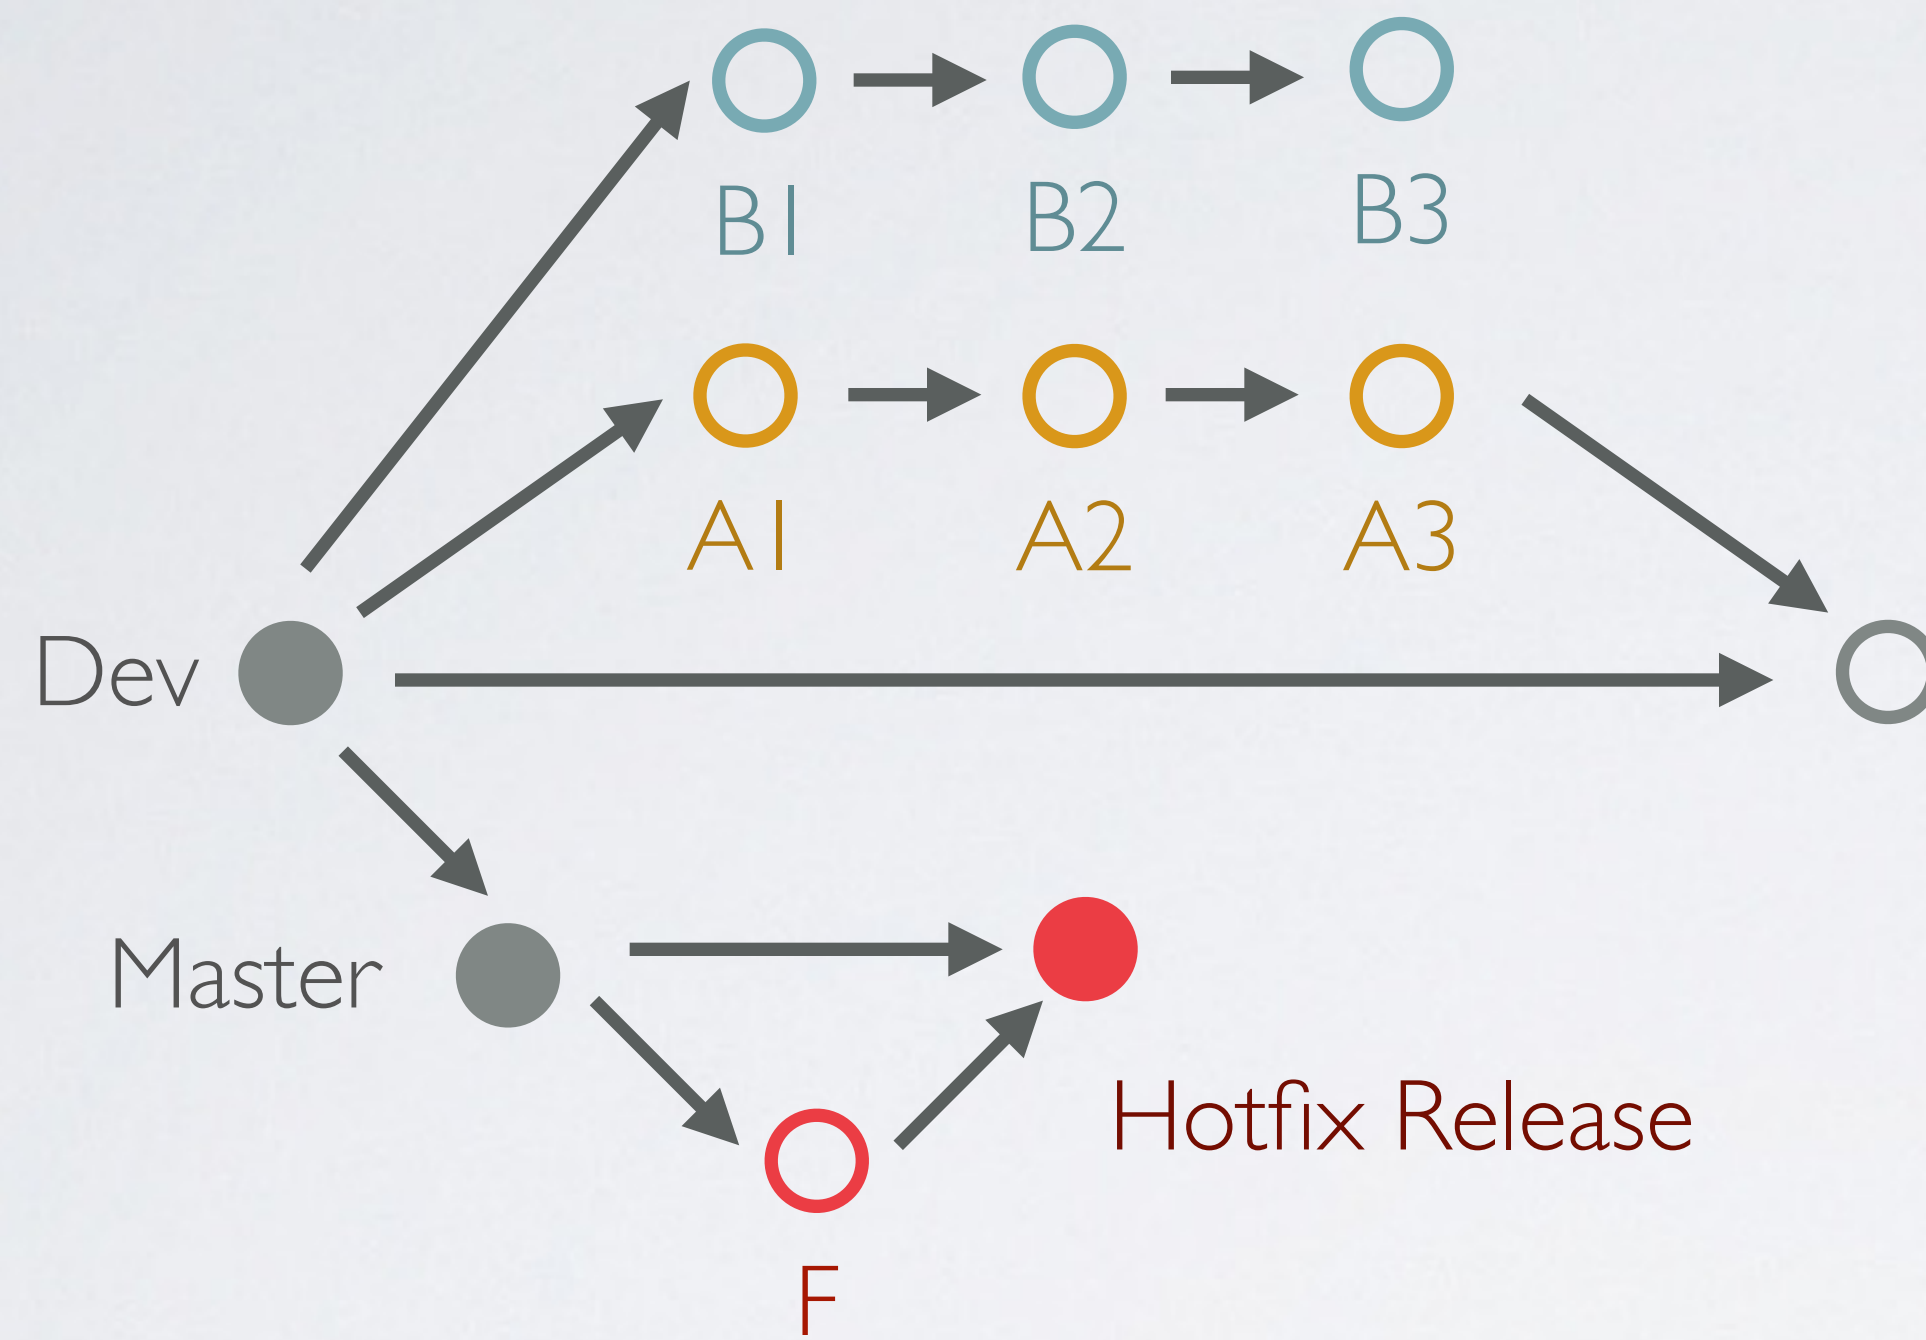 B1 B2 B3
A1 A2 A3
Dev
Master
Hotfix Release
F